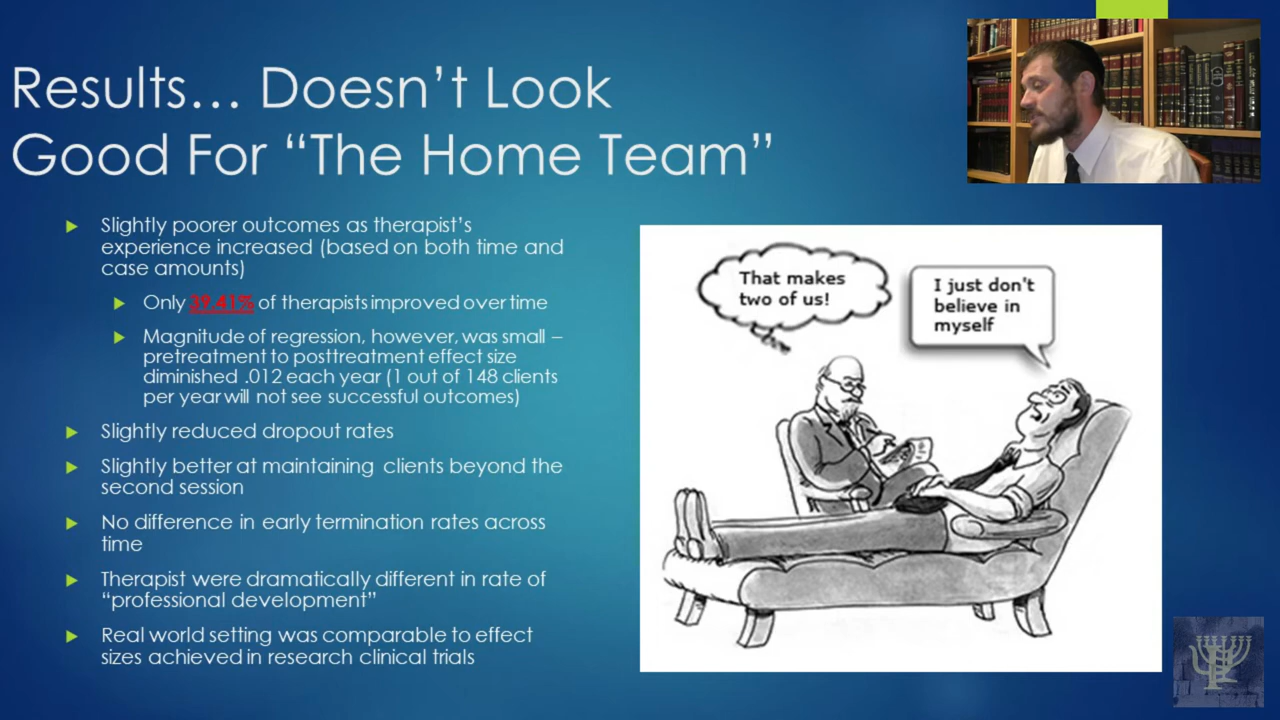 Results… Doesn’t Look
Good For “The Home Team”
Slightly poorer outcomes as therapist’s
experience increased (based on both time and
case amounts)
Only 39.41% of therapists improved over time
Magnitude of regression, however, was small –
pretreatment to posttreatment effect size
diminished .012 each year (1 out of 148 clients
per year will not see successful outcomes)
Slightly reduced dropout rates
Slightly better at maintaining clients beyond the
second session
No difference in early termination rates across
time
Therapist were dramatically different in rate of
“professional development”
Real world setting was comparable to effect
sizes achieved in research clinical trials
That makes
two of us!
I just don't
believe in
myself